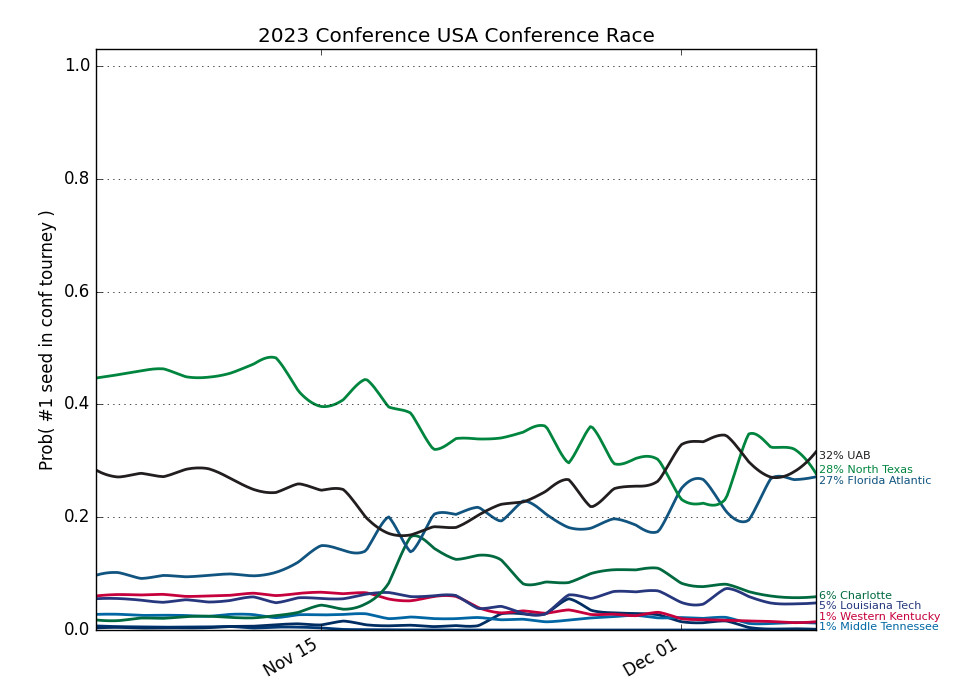 2023 Conference USA Conference Race
Prob( #1 seed in conf tourney )
1.0
0.8
0.6
0.4
0.2
0.0
Nov 15
Dec 01
32% UAB
28% North Texas
27% Florida Atlantic
6% Charlotte
5% Louisiana Tech
1% Western Kentucky
1% Middle Tennessee